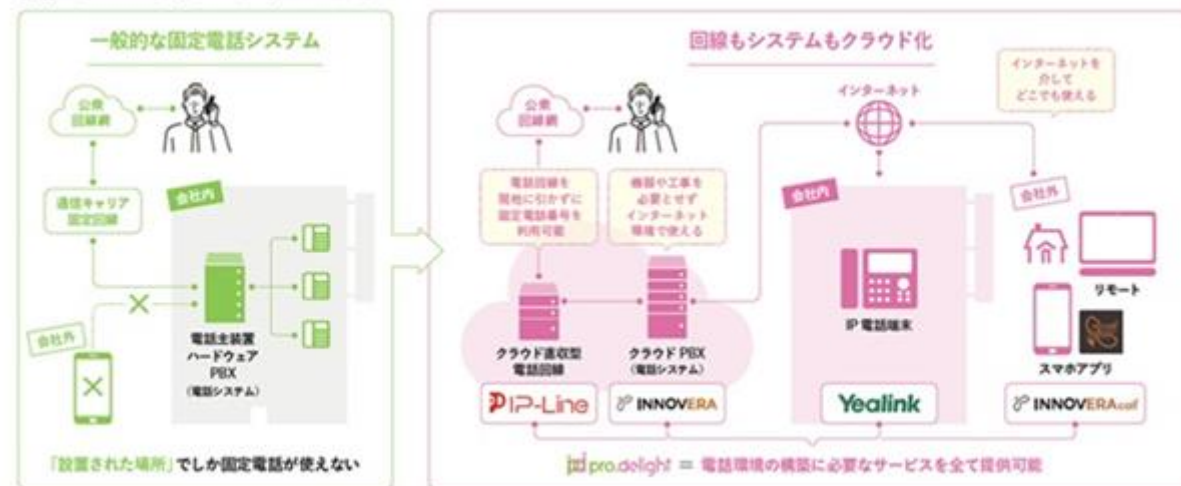 一般的な固定電話システム
公衆
回線網
通信キャリア
固定回線
会社内
会社外
電話主装置
ハードウェア
PBX
(電話システム)
「設置された場所」でしか固定電話が使えない
回線もシステムもクラウド化
公衆
回線網
電話回線を
現地に引かずに
固定電話番号を
利用可能
機器や工事を
必要とせず
インターネット
環境で使える
クラウド直収型
電話回線
クラウド PBX
(電話システム)
IP-Line
INNOVERA
インターネット
インターネットを
介して
どこでも使える
会社内
IP 電話端末
Yealink
会社外
リモート
スマホアプリ
INNOVERAcall
pro.delight = 電話環境の構築に必要なサービスを全て提供可能